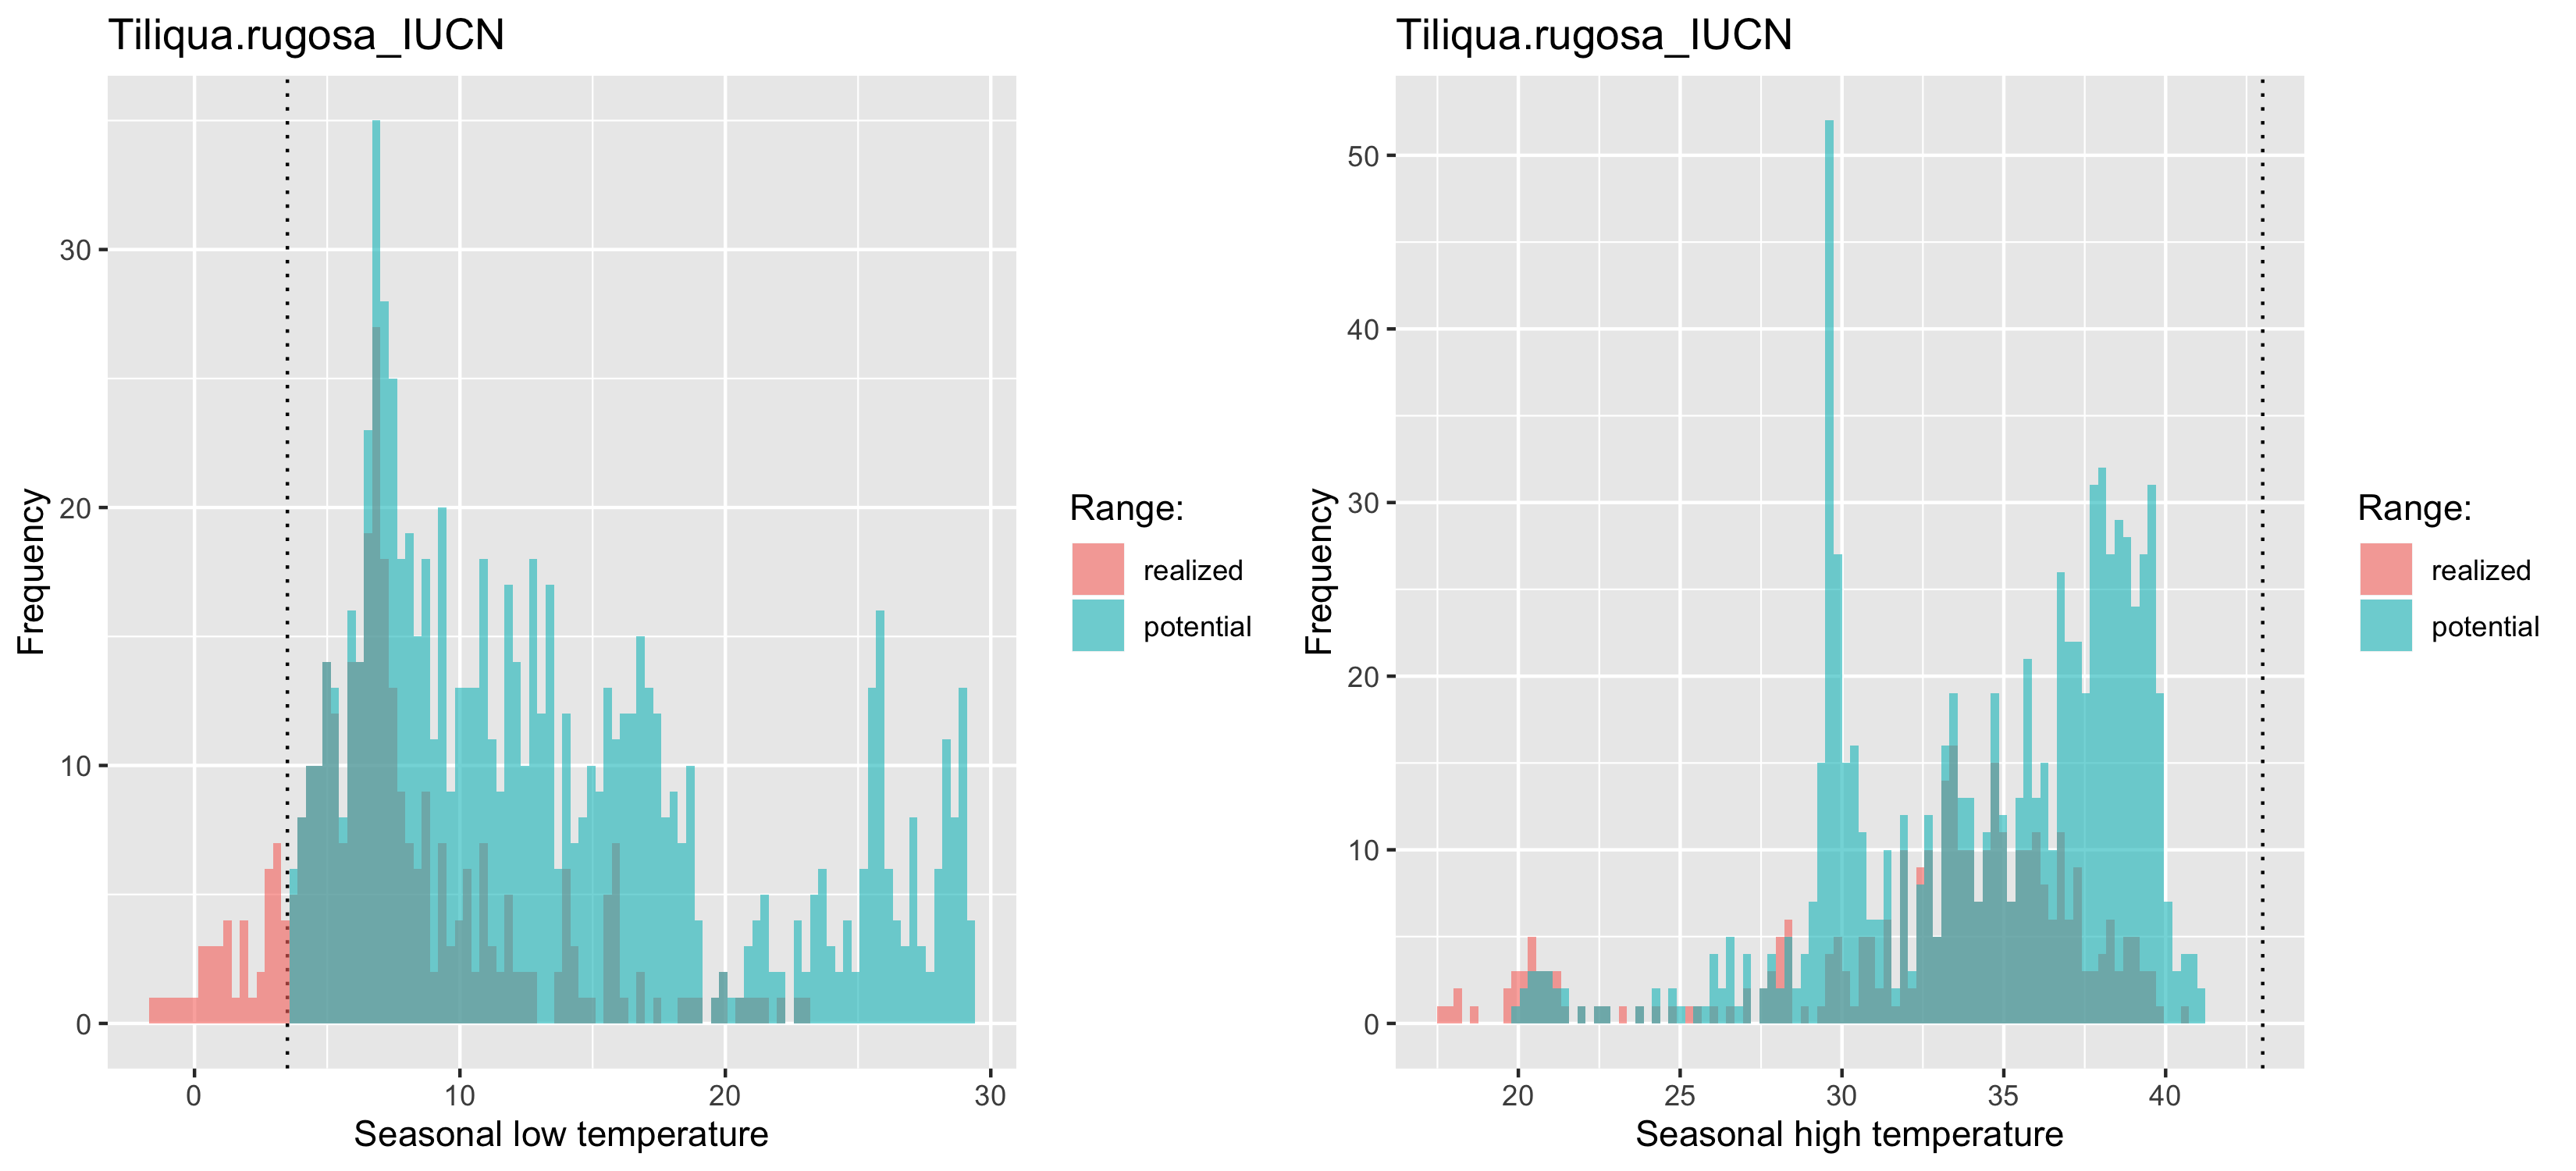 Tiliqua.rugosa_IUCN
30
20
10
0
Frequency
0 10 20 30
Seasonal low temperature
Range:
realized
potential
Tiliqua.rugosa_IUCN
50
40
30
20
10
0
Frequency
20 25 30 35 40
Seasonal high temperature
Range:
realized
potential